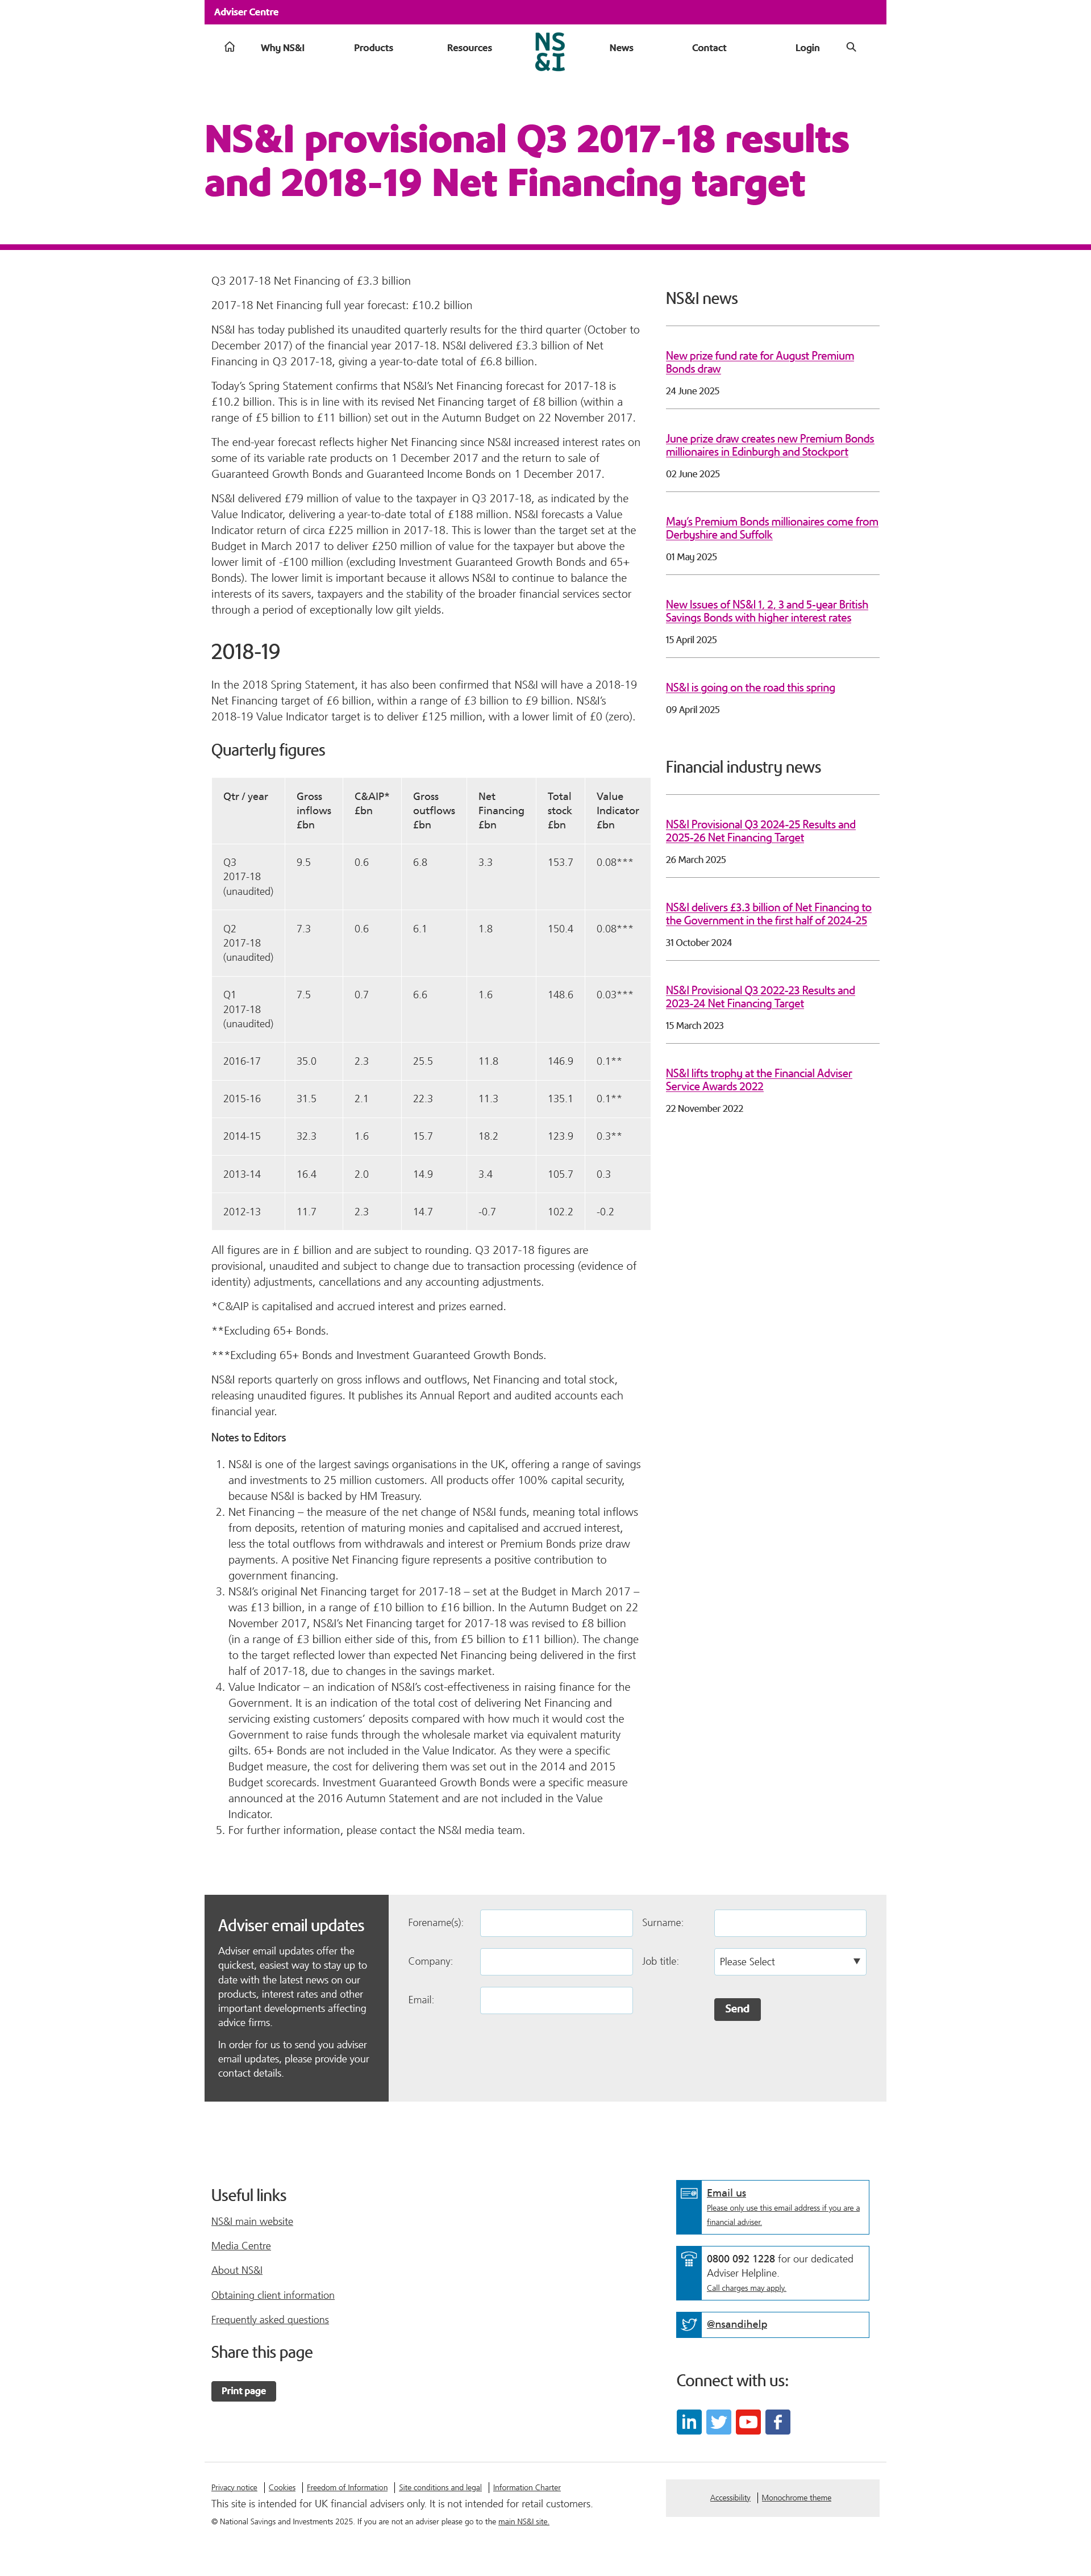 Adviser Centre
Why NS&I
Products
Resources
NS
&I
News
Contact
Login
NS&I provisional Q3 2017-18 results
and 2018-19 Net Financing target
Q3 2017-18 Net Financing of £3.3 billion
2017-18 Net Financing full year forecast: £10.2 billion
NS&I has today published its unaudited quarterly results for the third quarter (October to
December 2017) of the financial year 2017-18. NS&I delivered £3.3 billion of Net
Financing in Q3 2017-18, giving a year-to-date total of £6.8 billion.
Today's Spring Statement confirms that NS&I's Net Financing forecast for 2017-18 is
£10.2 billion. This is in line with its revised Net Financing target of £8 billion (within a
range of £5 billion to £11 billion) set out in the Autumn Budget on 22 November 2017.
The end-year forecast reflects higher Net Financing since NS&I increased interest rates on
some of its variable rate products on 1 December 2017 and the return to sale of
Guaranteed Growth Bonds and Guaranteed Income Bonds on 1 December 2017.
NS&I delivered £79 million of value to the taxpayer in Q3 2017-18, as indicated by the
Value Indicator, delivering a year-to-date total of £188 million. NS&I forecasts a Value
Indicator return of circa £225 million in 2017-18. This is lower than the target set at the
Budget in March 2017 to deliver £250 million of value for the taxpayer but above the
lower limit of -£100 million (excluding Investment Guaranteed Growth Bonds and 65+
Bonds). The lower limit is important because it allows NS&I to continue to balance the
interests of its savers, taxpayers and the stability of the broader financial services sector
through a period of exceptionally low gilt yields.
2018-19
In the 2018 Spring Statement, it has also been confirmed that NS&I will have a 2018-19
Net Financing target of £6 billion, within a range of £3 billion to £9 billion. NS&I's
2018-19 Value Indicator target is to deliver £125 million, with a lower limit of £0 (zero).
Quarterly figures
Qtr / year Gross inflows £bn C&AIP* £bn Gross outflows £bn Net Financing £bn Total stock £bn Value Indicator £bn
Q3 2017-18 (unaudited) 9.5 0.6 6.8 3.3 153.7 0.08***
Q2 2017-18 (unaudited) 7.3 0.6 6.1 1.8 150.4 0.08***
Q1 2017-18 (unaudited) 7.5 0.7 6.6 1.6 148.6 0.03***
2016-17 35.0 2.3 25.5 11.8 146.9 0.1**
2015-16 31.5 2.1 22.3 11.3 135.1 0.1**
2014-15 32.3 1.6 15.7 18.2 123.9 0.3**
2013-14 16.4 2.0 14.9 3.4 105.7 0.3
2012-13 11.7 2.3 14.7 -0.7 102.2 -0.2
All figures are in £ billion and are subject to rounding. Q3 2017-18 figures are
provisional, unaudited and subject to change due to transaction processing (evidence of
identity) adjustments, cancellations and any accounting adjustments.
*C&AIP is capitalised and accrued interest and prizes earned.
**Excluding 65+ Bonds.
***Excluding 65+ Bonds and Investment Guaranteed Growth Bonds.
NS&I reports quarterly on gross inflows and outflows, Net Financing and total stock,
releasing unaudited figures. It publishes its Annual Report and audited accounts each
financial year.
Notes to Editors
1. NS&I is one of the largest savings organisations in the UK, offering a range of savings
and investments to 25 million customers. All products offer 100% capital security,
because NS&I is backed by HM Treasury.
2. Net Financing – the measure of the net change of NS&I funds, meaning total inflows
from deposits, retention of maturing monies and capitalised and accrued interest,
less the total outflows from withdrawals and interest or Premium Bonds prize draw
payments. A positive Net Financing figure represents a positive contribution to
government financing.
3. NS&I's original Net Financing target for 2017-18 – set at the Budget in March 2017 –
was £13 billion, in a range of £10 billion to £16 billion. In the Autumn Budget on 22
November 2017, NS&I's Net Financing target for 2017-18 was revised to £8 billion
(in a range of £3 billion either side of this, from £5 billion to £11 billion). The change
to the target reflected lower than expected Net Financing being delivered in the first
half of 2017-18, due to changes in the savings market.
4. Value Indicator – an indication of NS&I's cost-effectiveness in raising finance for the
Government. It is an indication of the total cost of delivering Net Financing and
servicing existing customers' deposits compared with how much it would cost the
Government to raise funds through the wholesale market via equivalent maturity
gilts. 65+ Bonds are not included in the Value Indicator. As they were a specific
Budget measure, the cost for delivering them was set out in the 2014 and 2015
Budget scorecards. Investment Guaranteed Growth Bonds were a specific measure
announced at the 2016 Autumn Statement and are not included in the Value
Indicator.
5. For further information, please contact the NS&I media team.
NS&I news
New prize fund rate for August Premium
Bonds draw
24 June 2025
June prize draw creates new Premium Bonds
millionaires in Edinburgh and Stockport
02 June 2025
May's Premium Bonds millionaires come from
Derbyshire and Suffolk
01 May 2025
New Issues of NS&I 1, 2, 3 and 5-year British
Savings Bonds with higher interest rates
15 April 2025
NS&I is going on the road this spring
09 April 2025
Financial industry news
NS&I Provisional Q3 2024-25 Results and
2025-26 Net Financing Target
26 March 2025
NS&I delivers £3.3 billion of Net Financing to
the Government in the first half of 2024-25
31 October 2024
NS&I Provisional Q3 2022-23 Results and
2023-24 Net Financing Target
15 March 2023
NS&I lifts trophy at the Financial Adviser
Service Awards 2022
22 November 2022
Adviser email updates
Adviser email updates offer the
quickest, easiest way to stay up to
date with the latest news on our
products, interest rates and other
important developments affecting
advice firms.
In order for us to send you adviser
email updates, please provide your
contact details.
Forename(s):
Surname:
Company:
Job title:
Please Select
Email:
Send
Useful links
NS&I main website
Media Centre
About NS&I
Obtaining client information
Frequently asked questions
Share this page
Print page
Email us
Please only use this email address if you are a
financial adviser.
0800 092 1228 for our dedicated
Adviser Helpline.
Call charges may apply.
@nsandihelp
Connect with us:
Privacy notice | Cookies | Freedom of Information | Site conditions and legal | Information Charter
This site is intended for UK financial advisers only. It is not intended for retail customers.
© National Savings and Investments 2025. If you are not an adviser please go to the main NS&I site.
Accessibility | Monochrome theme